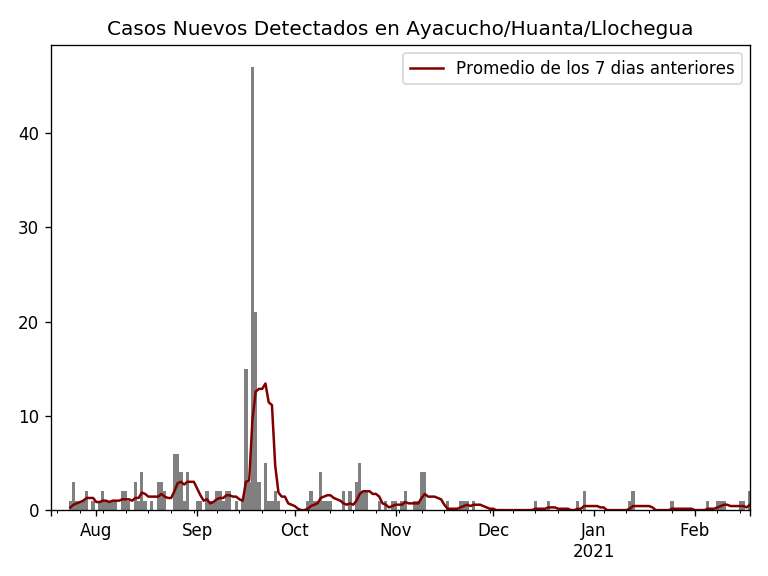 Casos Nuevos Detectados en Ayacucho/Huanta/Llochegua
Promedio de los 7 dias anteriores
40
30
20
10
0
Aug Sep Oct Nov Dec Jan Feb
2021